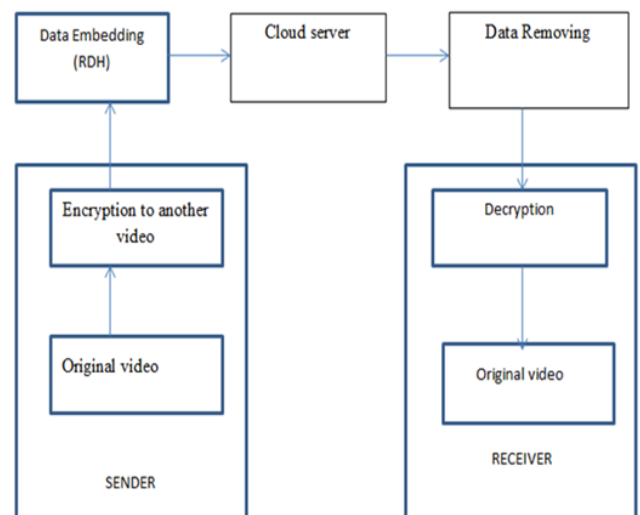 Data Embedding
(RDH)
Cloud server
Data Removing
Encryption to another
video
Original video
SENDER
Decryption
Original video
RECEIVER